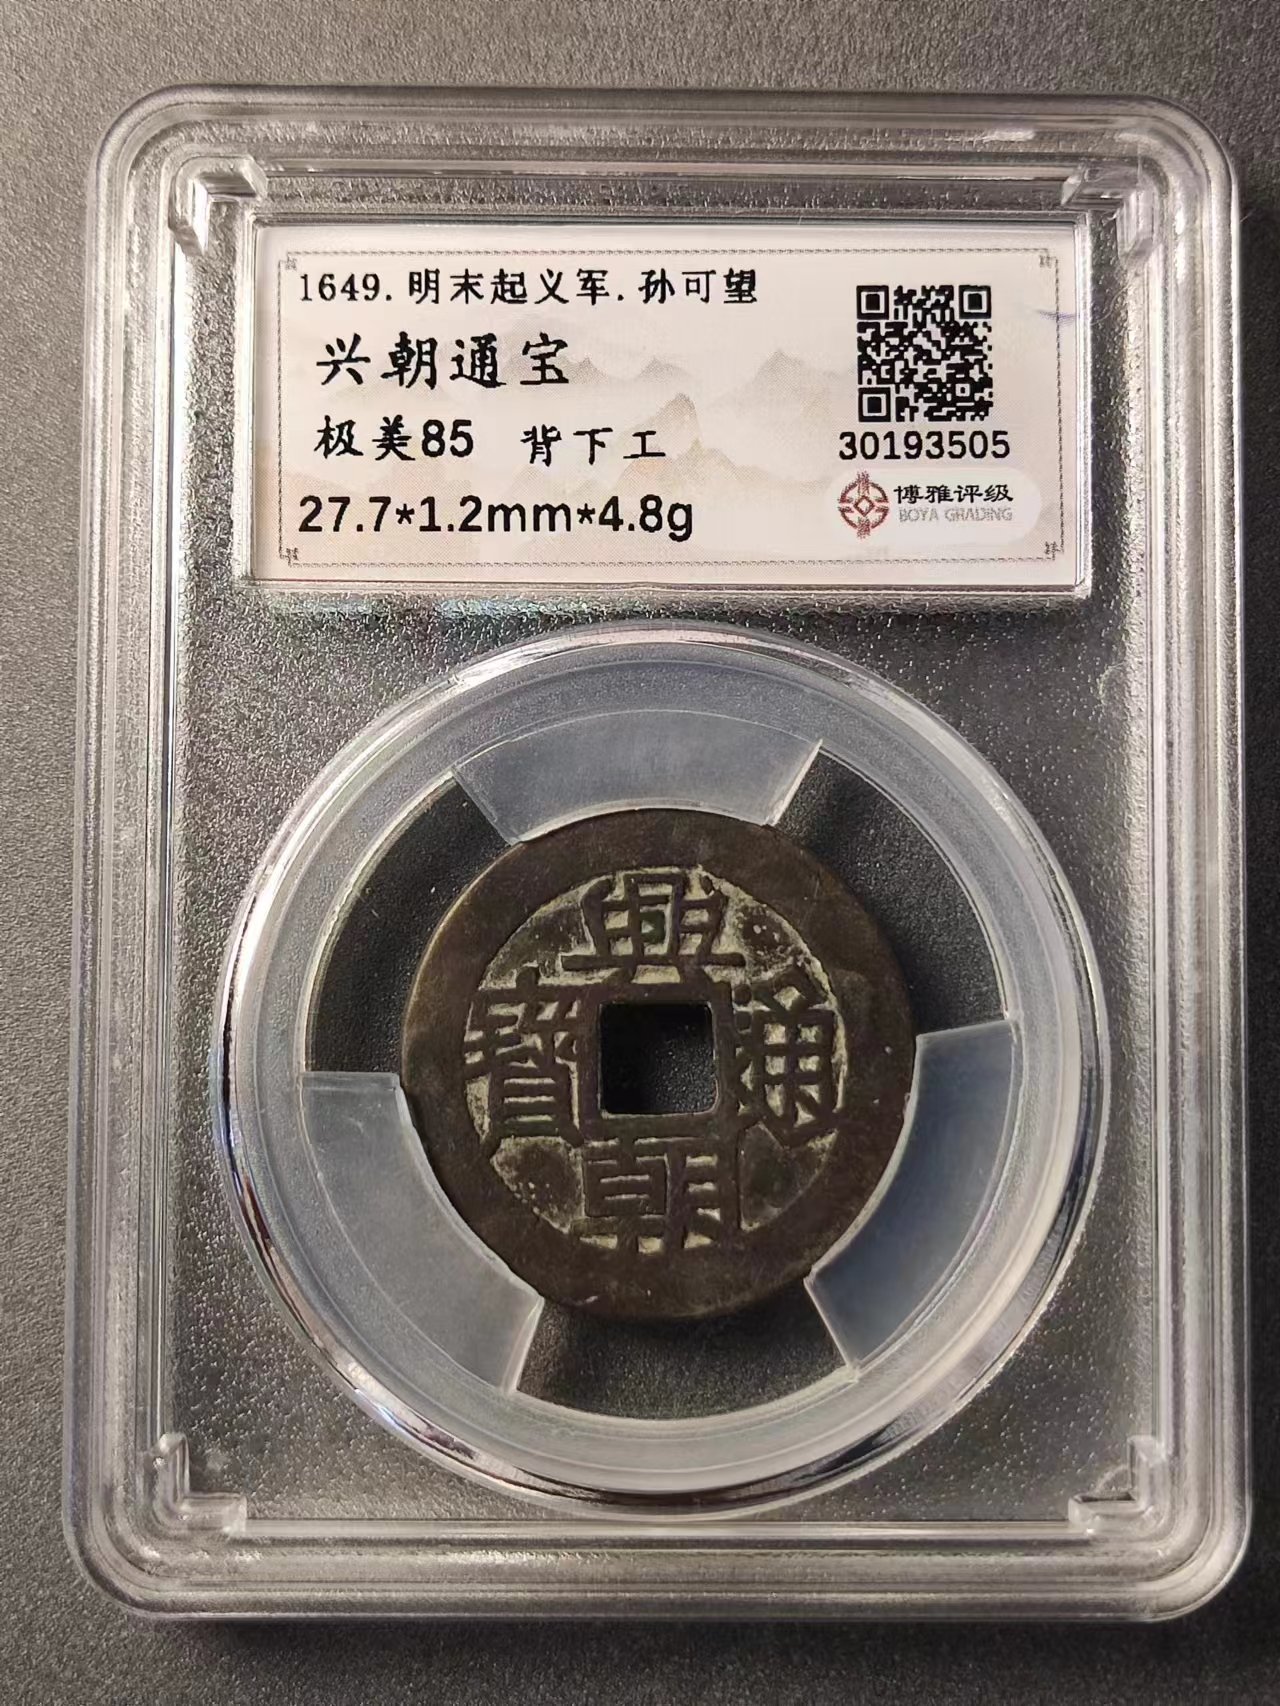 1649.明末起义军.孙可望
兴朝通宝
极美85 背下工
27.7*1.2mm*4.8g
30193505
博雅评级
BOYA GRADING
興朝通寶